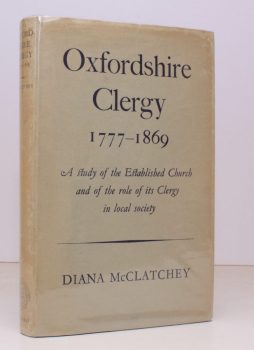 Oxfordshire
Clergy
1777–1869
A study of the Established Church
and of the role of its Clergy
in local society
DIANA McCLATCHEY